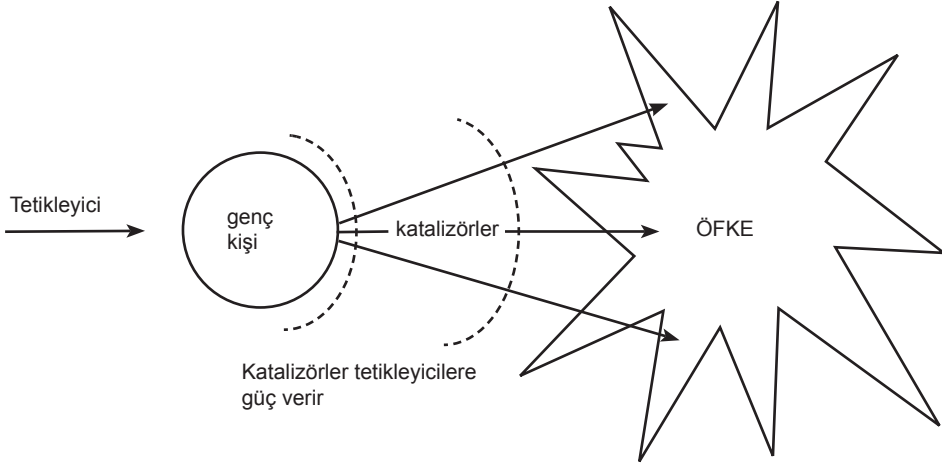 Tetikleyici
genç
kişi
katalizörler
ÖFKE
Katalizörler tetikleyicilere
güç verir